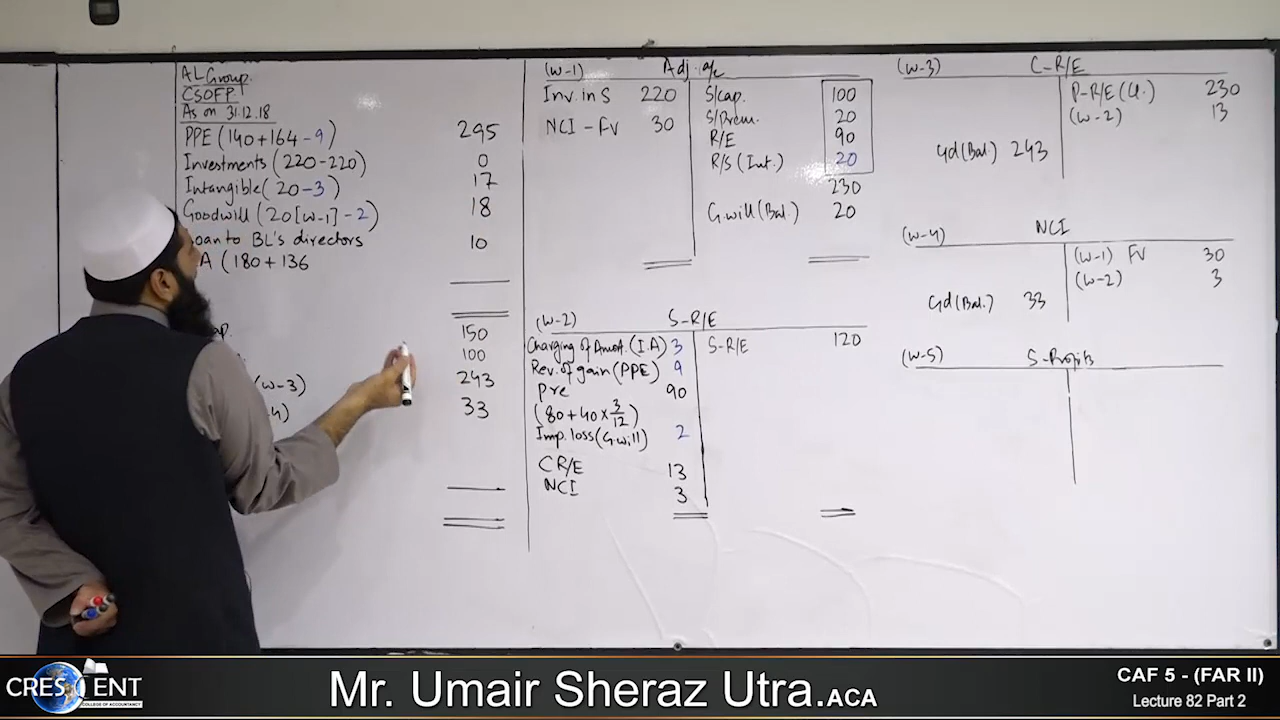 AL Group.
CSOFP.
As on 31.12.18
PPE (140+164-9) 295
Investments (220-220) 0
Intangible (20-3) 17
Goodwill (20[W-1]-2) 18
to BL's directors 10
A (180+136
150
100
(W-3) 243
33
(W-1) Adj. a/c
Inv. in S 220 S/Cap. 100
NCI - FV 30 S/Prem. 20
R/E 90
R/S (Int.) 20
230
G.will (Bal.) 20
(W-2) S-R/E
Charging of Amort. (I.A) 3 S-R/E 120
Rev. of gain (PPE) 9
Pre 90
(80+40×3/12)
Imp. loss (G.will) 2
CR/E 13
NCI 3
(W-3) C-R/E
P-R/E 230
(W-2) 13
c/d (Bal.) 243
(W-4) NCI
(W-1) FV 30
(W-2) 3
c/d (Bal.) 33
(W-5) S-Profits
CRESCENT
COLLEGE OF ACCOUNTANCY
Mr. Umair Sheraz Utra.ACA
CAF 5 - (FAR II)
Lecture 82 Part 2